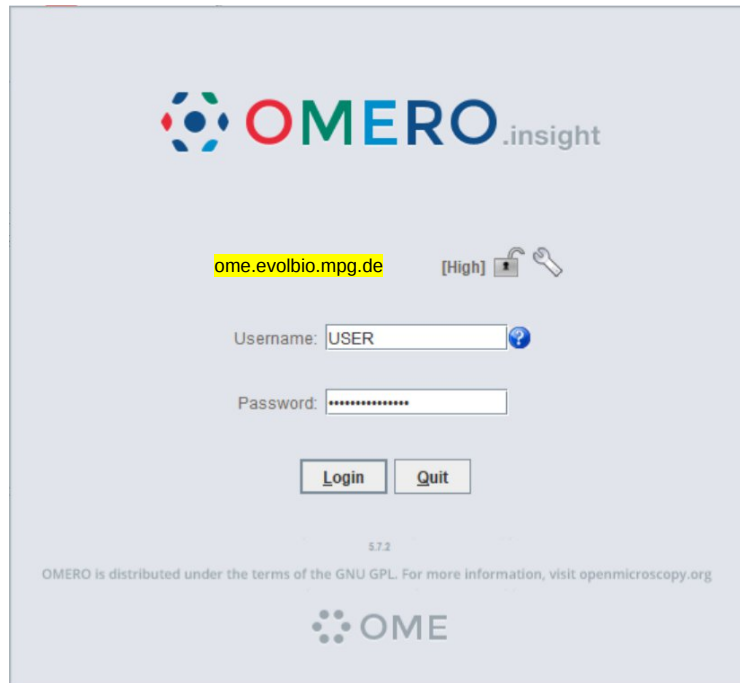 OMERO.insight
ome.evolbio.mpg.de [High]
Username: USER
Password: •••••••••••••••
Login Quit
5.7.2
OMERO is distributed under the terms of the GNU GPL. For more information, visit openmicroscopy.org
OME